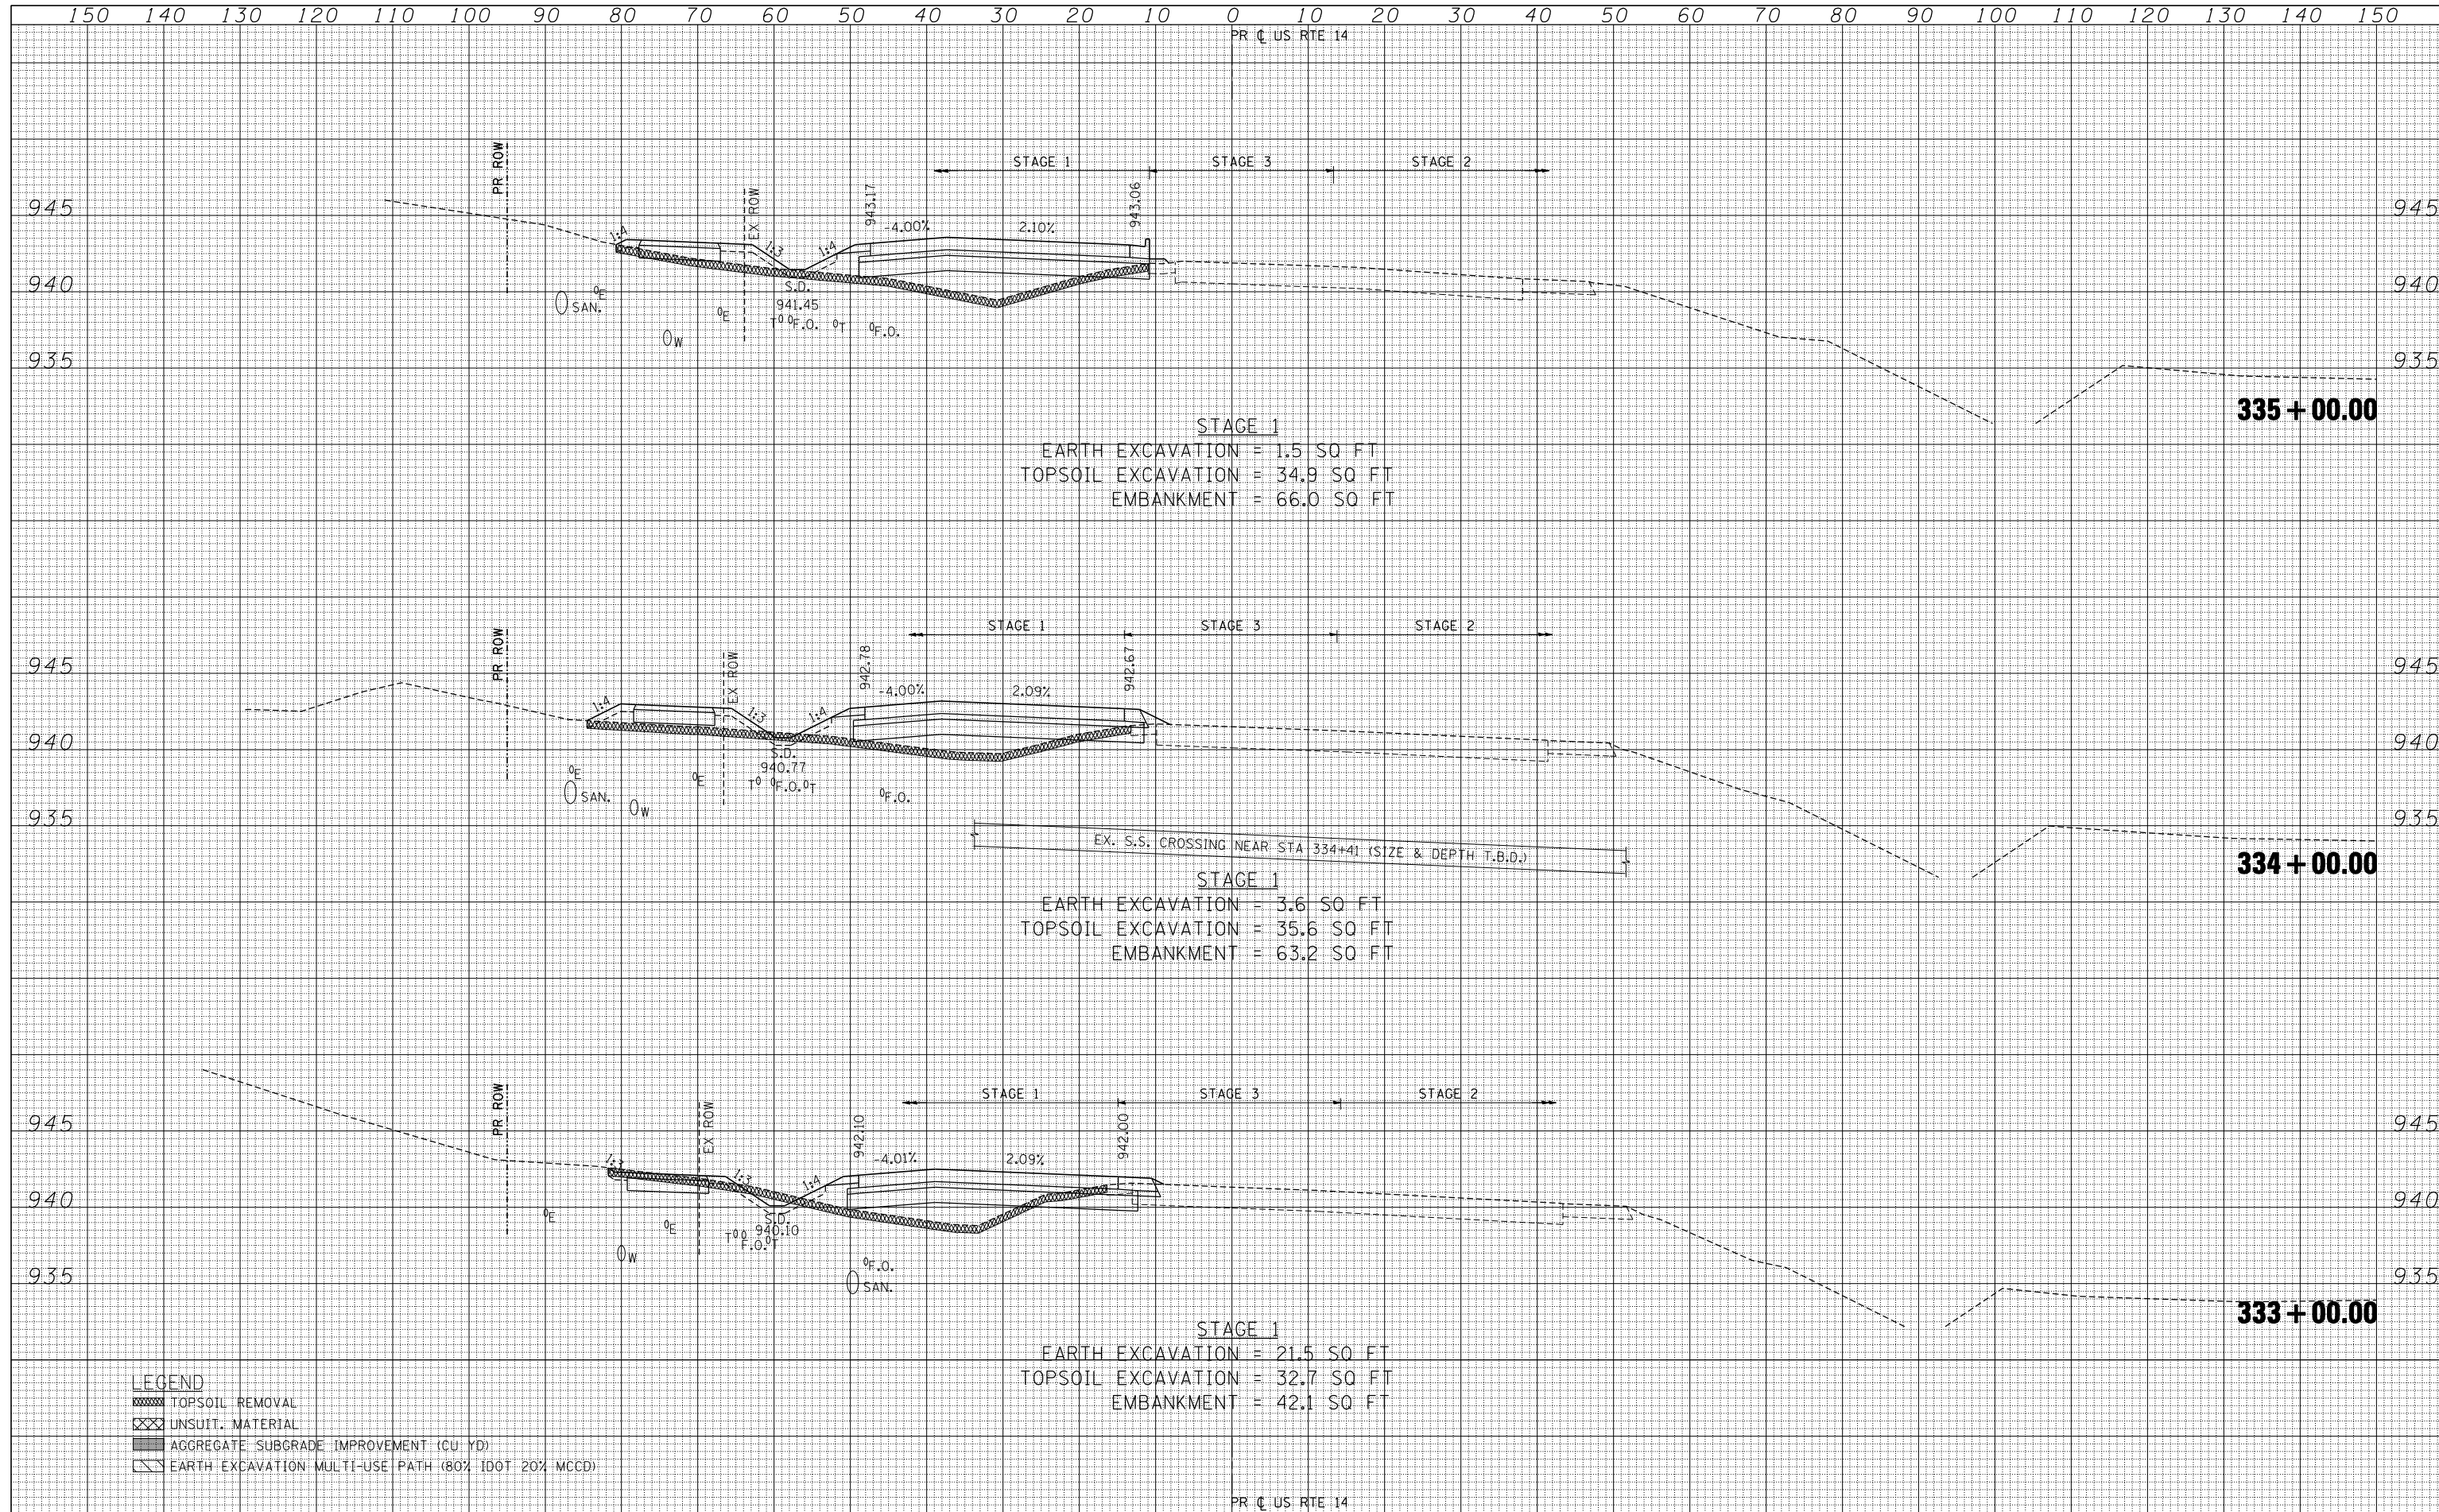 150 140 130 120 110 100 90 80 70 60 50 40 30 20 10 0 10 20 30 40 50 60 70 80 90 100 110 120 130 140 150
PR ℄ US RTE 14
PR ROW
EX ROW
STAGE 1 STAGE 3 STAGE 2
943.17
943.06
945 945
1:4 1:3 1:4 -4.00% 2.10%
940 940
S.D.
941.45
SAN. E E W T F.O. T F.O.
935 935
335+00.00
STAGE 1
EARTH EXCAVATION = 1.5 SQ FT
TOPSOIL EXCAVATION = 34.9 SQ FT
EMBANKMENT = 66.0 SQ FT
PR ROW
EX ROW
STAGE 1 STAGE 3 STAGE 2
942.78
942.67
945 945
1:4 1:3 1:4 -4.00% 2.09%
940 940
S.D.
940.77
E SAN. W E T F.O. T F.O.
935 935
EX. S.S. CROSSING NEAR STA 334+41 (SIZE & DEPTH T.B.D.)
334+00.00
STAGE 1
EARTH EXCAVATION = 3.6 SQ FT
TOPSOIL EXCAVATION = 35.6 SQ FT
EMBANKMENT = 63.2 SQ FT
PR ROW
EX ROW
STAGE 1 STAGE 3 STAGE 2
942.10
942.00
945 945
1:3 1:3 1:4 -4.01% 2.09%
940 940
S.D.
940.10
E W E T F.O. T F.O.
SAN.
935 935
333+00.00
STAGE 1
EARTH EXCAVATION = 21.5 SQ FT
TOPSOIL EXCAVATION = 32.7 SQ FT
EMBANKMENT = 42.1 SQ FT
LEGEND
TOPSOIL REMOVAL
UNSUIT. MATERIAL
AGGREGATE SUBGRADE IMPROVEMENT (CU YD)
EARTH EXCAVATION MULTI-USE PATH (80% IDOT 20% MCCD)
PR ℄ US RTE 14